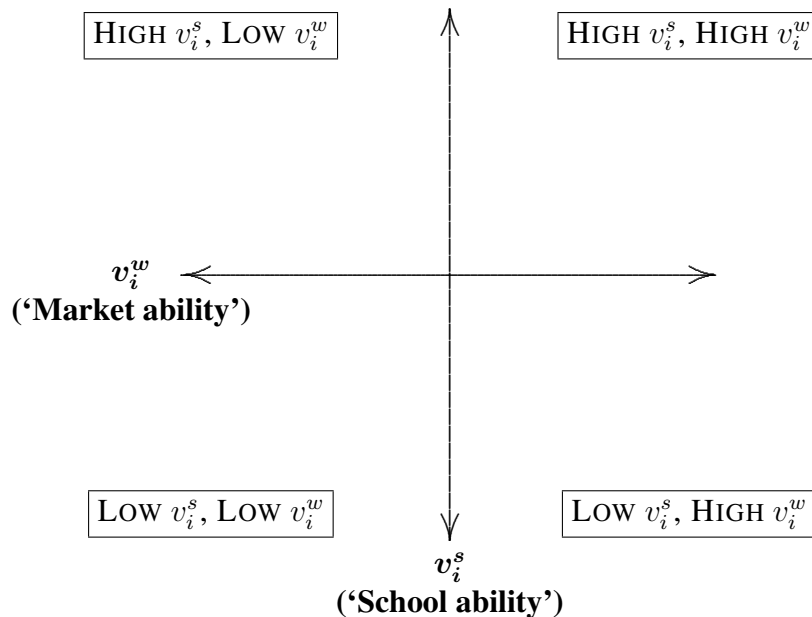 HIGH v_i^s, LOW v_i^w
HIGH v_i^s, HIGH v_i^w
v_i^w
(‘Market ability’)
LOW v_i^s, LOW v_i^w
LOW v_i^s, HIGH v_i^w
v_i^s
(‘School ability’)